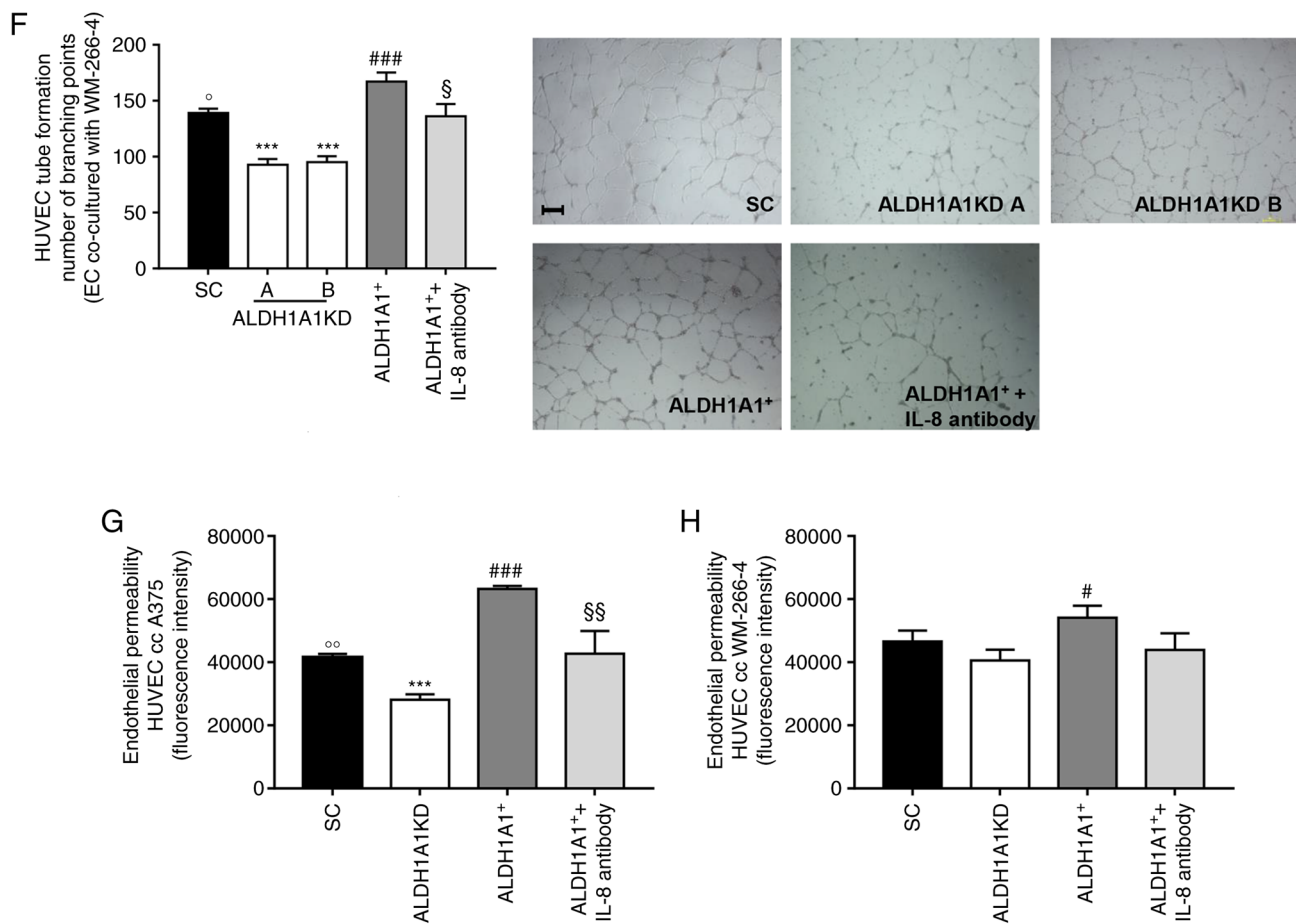 F
HUVEC tube formation
number of branching points
(EC co-cultured with WM-266-4)
200
150
100
50
0
°
***
***
###
§
SC
A
B
ALDH1A1KD
ALDH1A1⁺
ALDH1A1⁺+
IL-8 antibody
SC
ALDH1A1KD A
ALDH1A1KD B
ALDH1A1⁺
ALDH1A1⁺ +
IL-8 antibody
G
Endothelial permeability
HUVEC cc A375
(fluorescence intensity)
80000
60000
40000
20000
0
°°
***
###
§§
SC
ALDH1A1KD
ALDH1A1⁺
ALDH1A1⁺+
IL-8 antibody
H
Endothelial permeability
HUVEC cc WM-266-4
(fluorescence intensity)
80000
60000
40000
20000
0
#
SC
ALDH1A1KD
ALDH1A1⁺
ALDH1A1⁺+
IL-8 antibody